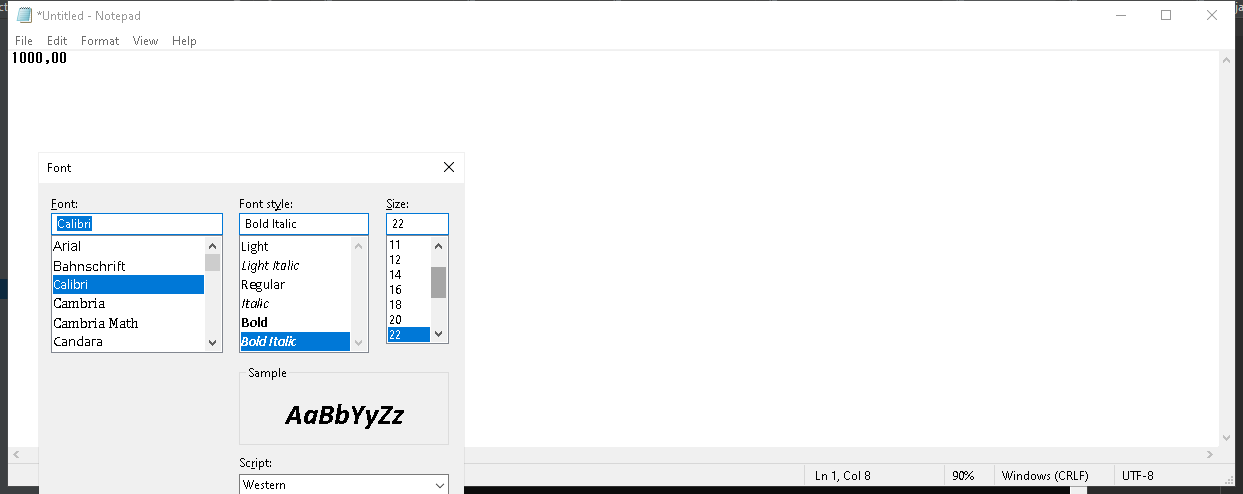 *Untitled - Notepad
File Edit Format View Help
1000,00
Font
Font: Font style: Size:
Calibri Bold Italic 22
Arial Light 11
Bahnschrift Light Italic 12
Calibri Regular 14
Cambria Italic 16
Cambria Math Bold 18
Candara Bold Italic 20
22
Sample
AaBbYyZz
Script:
Western
Ln 1, Col 8 90% Windows (CRLF) UTF-8